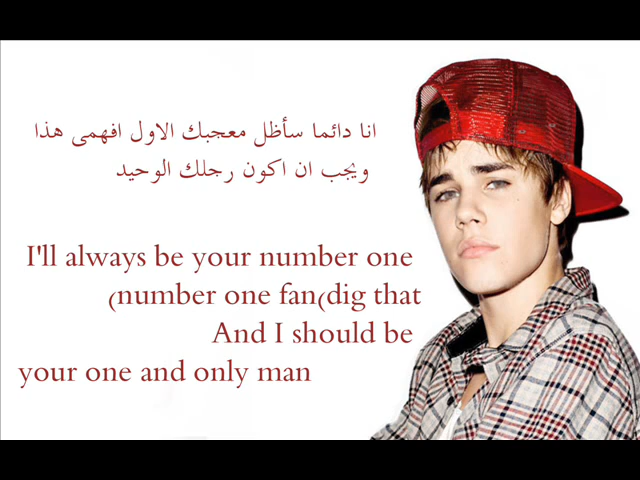 انا دائما سأظل معجبك الاول افهمى هذا
ويجب ان اكون رجلك الوحيد
I'll always be your number one
(number one fan(dig that
And I should be
your one and only man